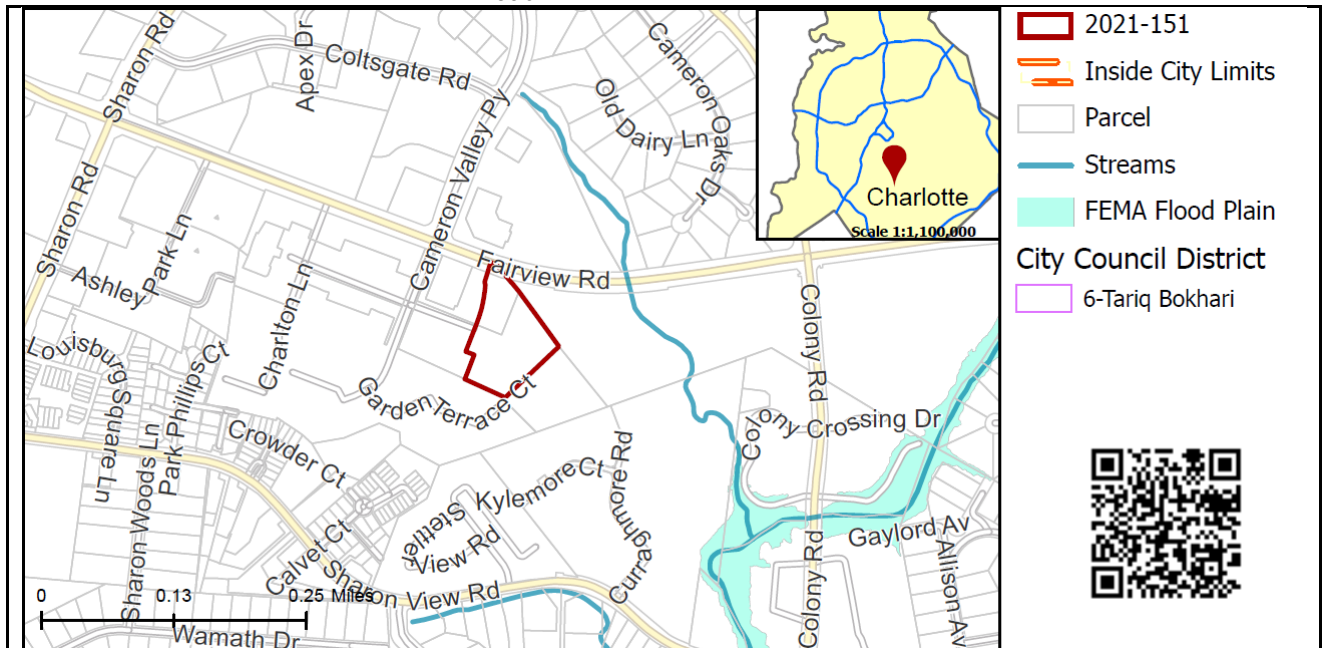 Sharon Rd
Apex Dr
Coltsgate Rd
Cameron Valley Py
Old Dairy Ln
Cameron Oaks Dr
Charlotte
Scale 1:1,100,000
Sharon Rd
Ashley Park Ln
Charlton Ln
Fairview Rd
Colony Rd
Louisburg Square Ln
Park Phillips Ct
Garden Terrace Ct
Colony Crossing Dr
Sharon Woods Ln
Crowder Ct
Kylemore Ct
Stettler View Rd
Curraghmore Rd
Calvet Ct
Sharon View Rd
Gaylord Av
Allison Av
Colony Rd
Wamath Dr
0 0.13 0.25 Miles
2021-151
Inside City Limits
Parcel
Streams
FEMA Flood Plain
City Council District
6-Tariq Bokhari